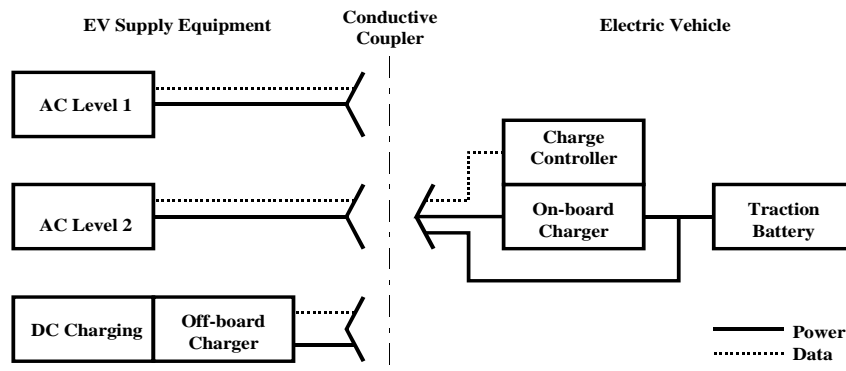 EV Supply Equipment
Conductive
Coupler
Electric Vehicle
AC Level 1
Charge
Controller
AC Level 2
On-board
Charger
Traction
Battery
DC Charging
Off-board
Charger
Power
Data